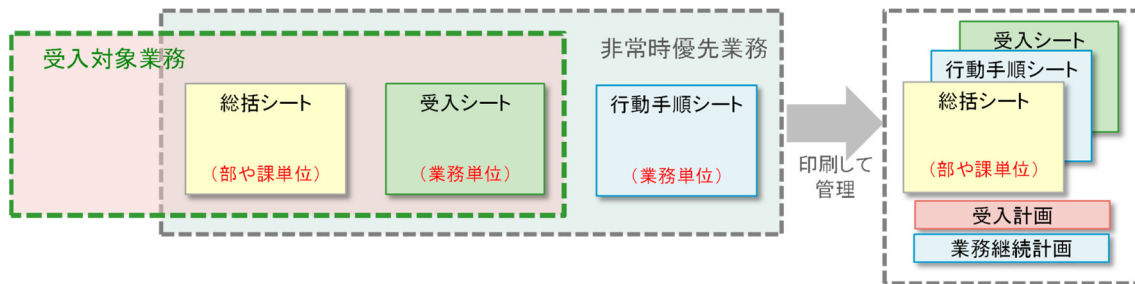 受入対象業務
非常時優先業務
総括シート
(部や課単位)
受入シート
(業務単位)
行動手順シート
(業務単位)
印刷して
管理
受入シート
行動手順シート
総括シート
(部や課単位)
受入計画
業務継続計画